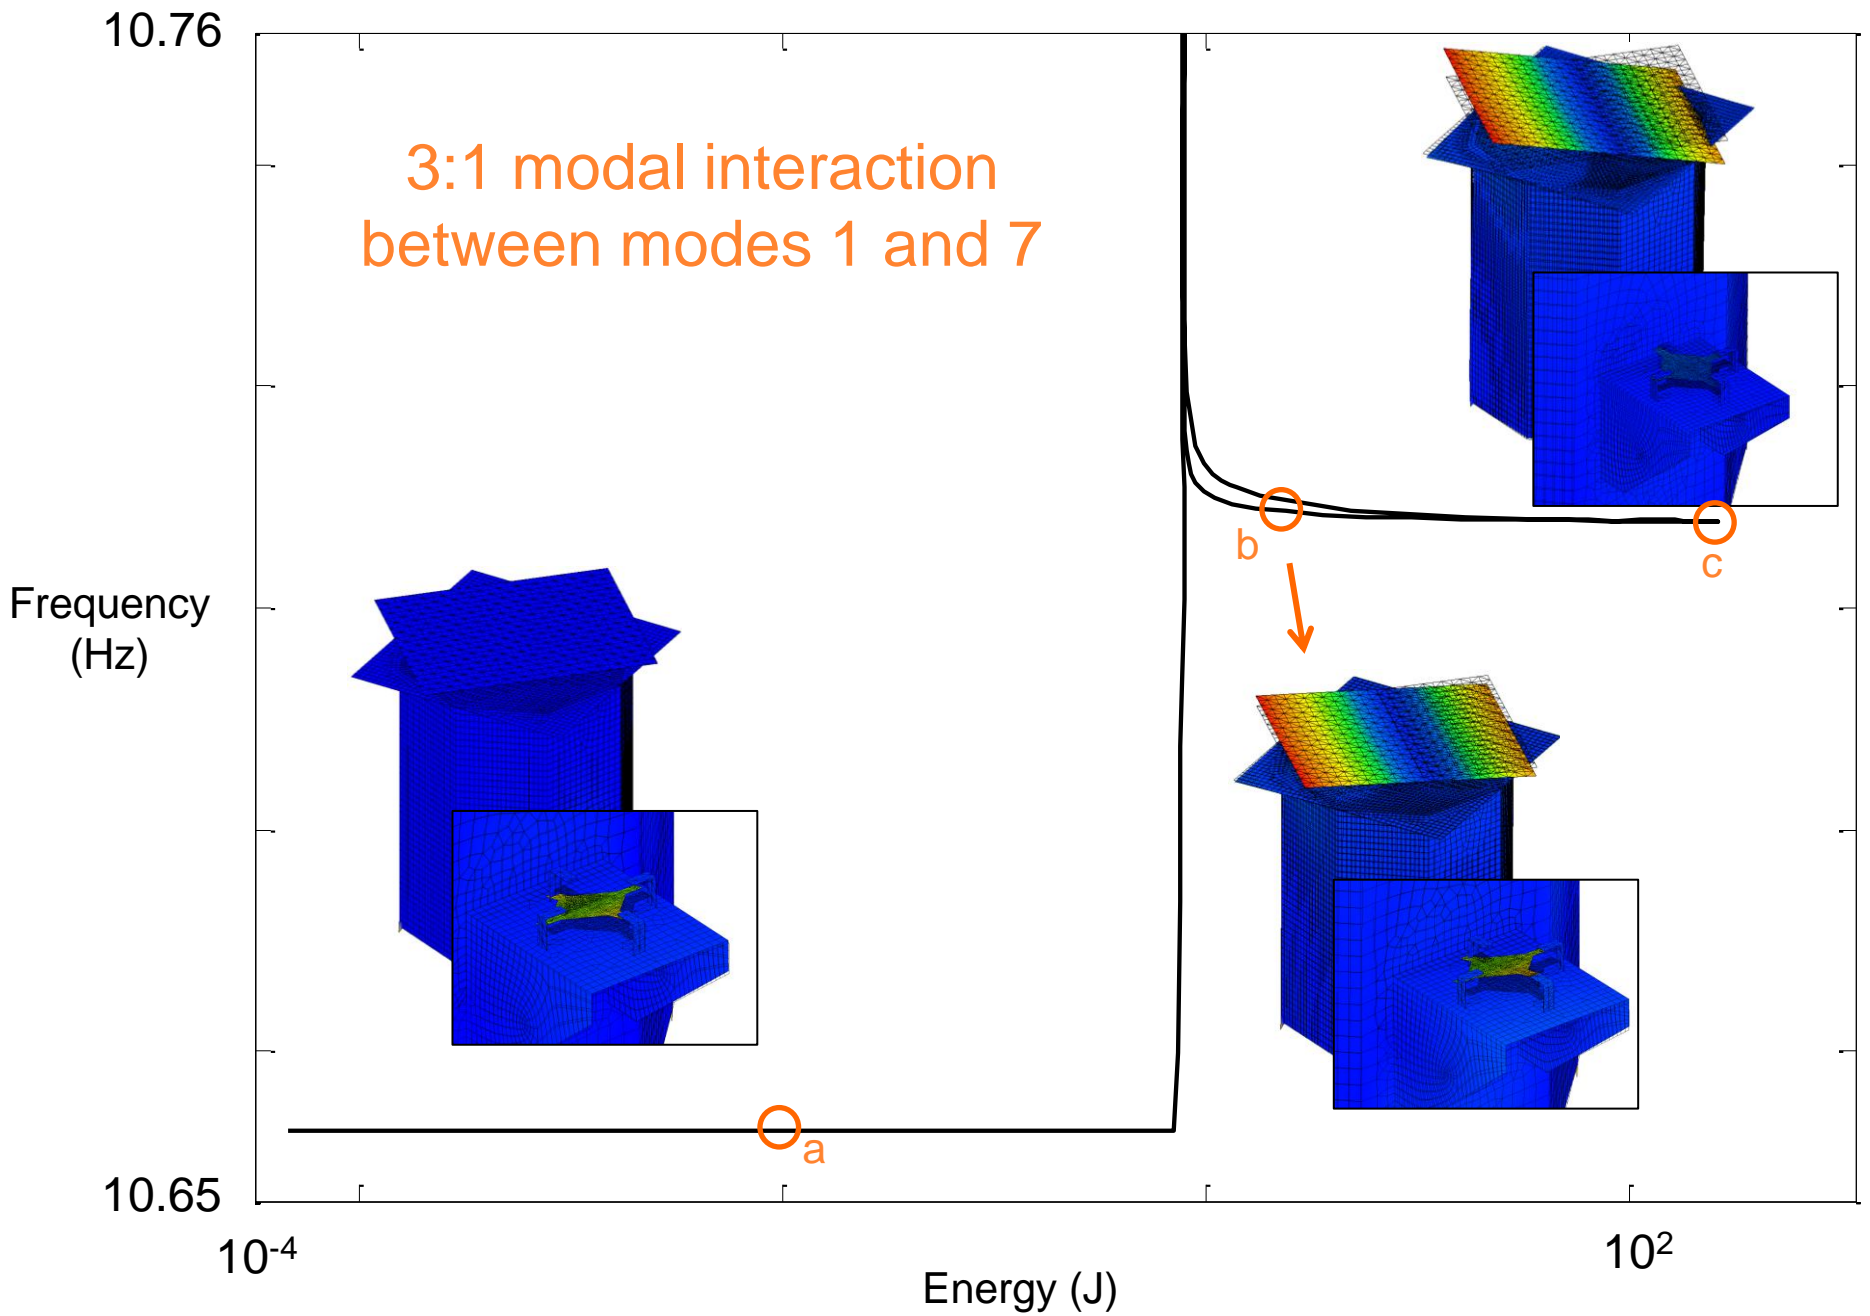 10.76
3:1 modal interaction
between modes 1 and 7
b
c
Frequency
(Hz)
a
10.65
10-4
102
Energy (J)